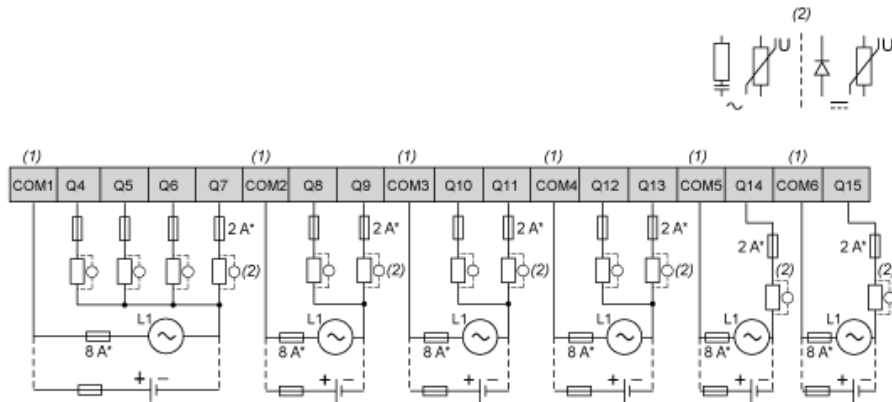 (2)
U U
(1) (1) (1) (1) (1) (1)
COM1 Q4 Q5 Q6 Q7 COM2 Q8 Q9 COM3 Q10 Q11 COM4 Q12 Q13 COM5 Q14 COM6 Q15
2 A* 2 A* 2 A* 2 A* 2 A* 2 A*
(2) (2) (2) (2) (2) (2)
L1 L1 L1 L1 L1 L1
8 A* 8 A* 8 A* 8 A* 8 A* 8 A*
+ − + − + − + − + − + −